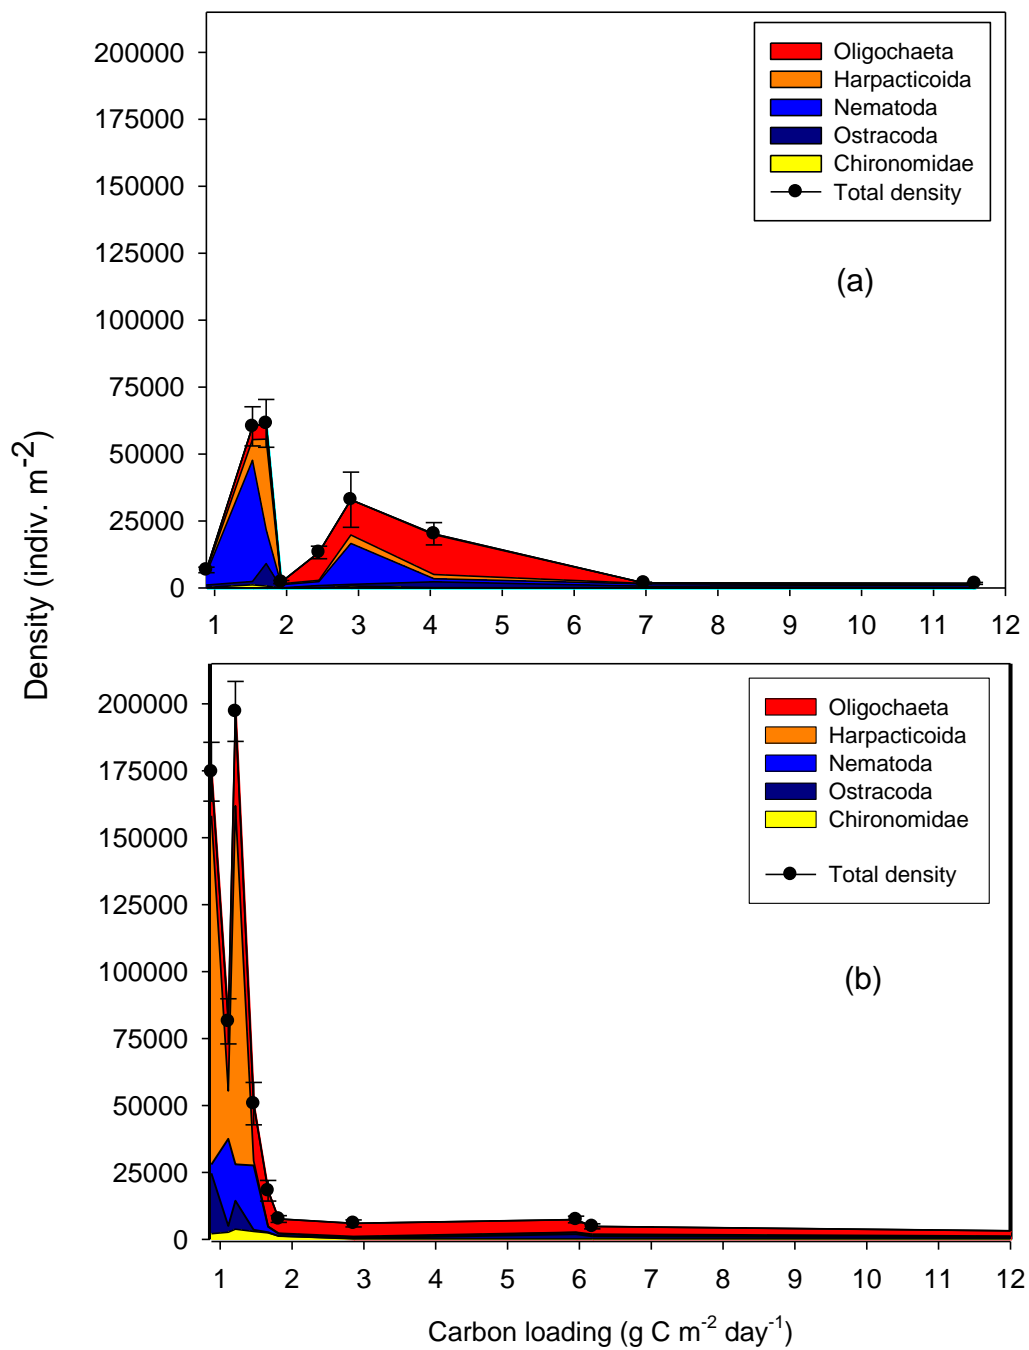 Density (indiv. m-2)
200000
175000
150000
125000
100000
75000
50000
25000
0
Oligochaeta
Harpacticoida
Nematoda
Ostracoda
Chironomidae
Total density
(a)
1 2 3 4 5 6 7 8 9 10 11 12
200000
175000
150000
125000
100000
75000
50000
25000
0
Oligochaeta
Harpacticoida
Nematoda
Ostracoda
Chironomidae
Total density
(b)
1 2 3 4 5 6 7 8 9 10 11 12
Carbon loading (g C m-2 day-1)